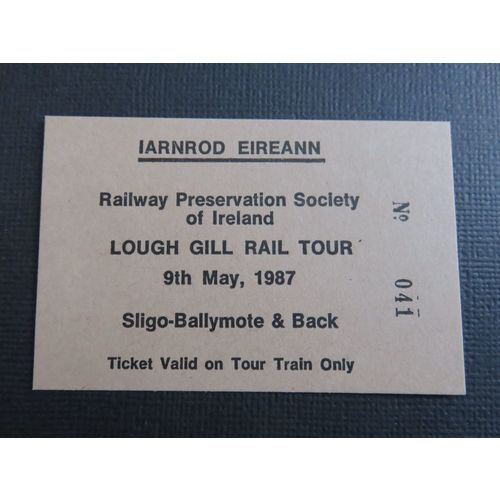 IARNROD EIREANN
Railway Preservation Society
of Ireland
LOUGH GILL RAIL TOUR
9th May, 1987
Sligo-Ballymote & Back
Ticket Valid on Tour Train Only
Nº 041